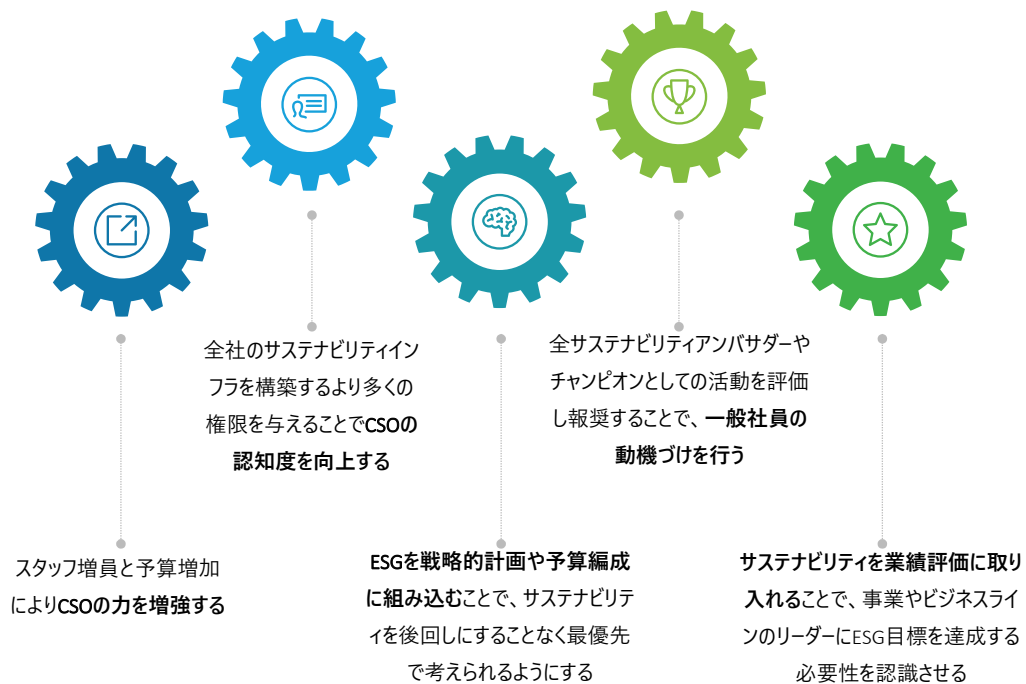 スタッフ増員と予算増加
によりCSOの力を増強する
全社のサステナビリティイン
フラを構築するより多くの
権限を与えることでCSOの
認知度を向上する
ESGを戦略的計画や予算編成
に組み込むことで、サステナビリテ
ィを後回しにすることなく最優先
で考えられるようにする
全サステナビリティアンバサダーや
チャンピオンとしての活動を評価
し報奨することで、一般社員の
動機づけを行う
サステナビリティを業績評価に取り
入れることで、事業やビジネスライ
ンのリーダーにESG目標を達成する
必要性を認識させる